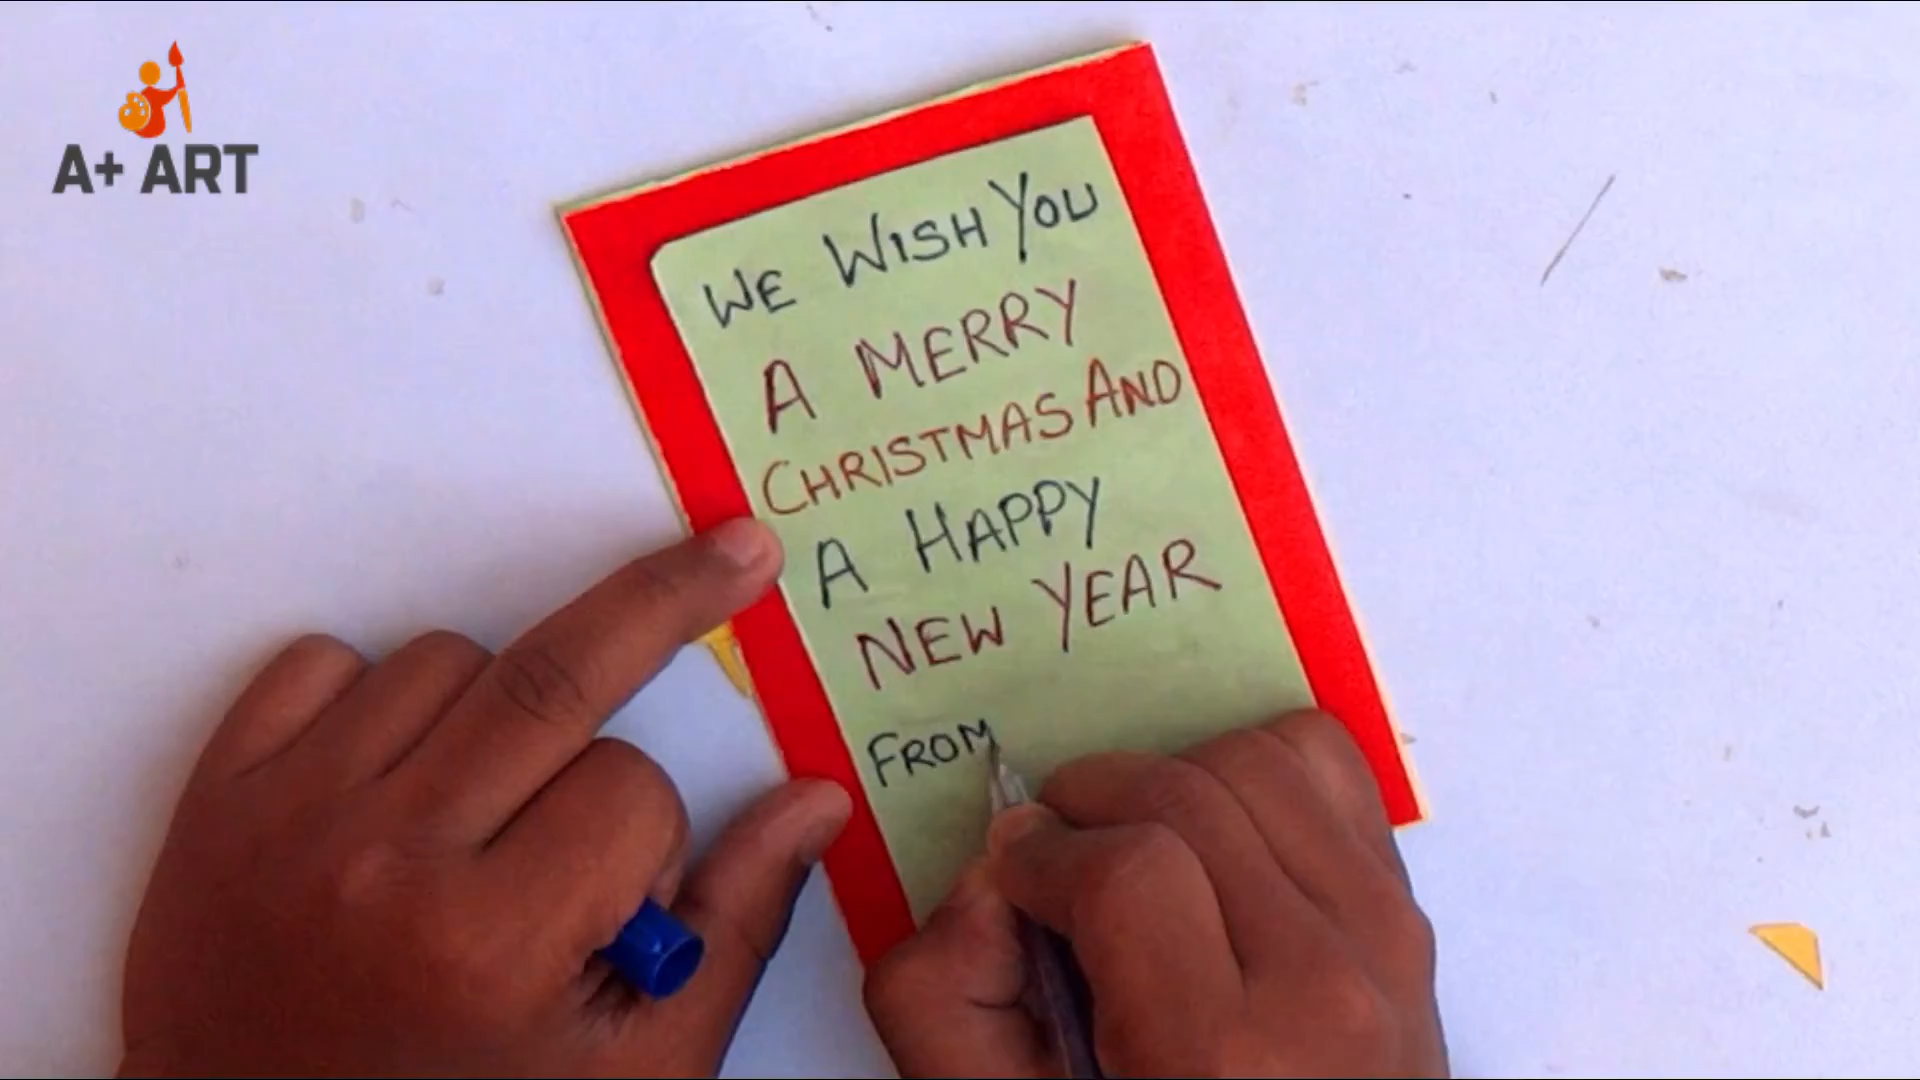 A+ ART
WE WISH YOU
A MERRY
CHRISTMAS AND
A HAPPY
NEW YEAR
FROM